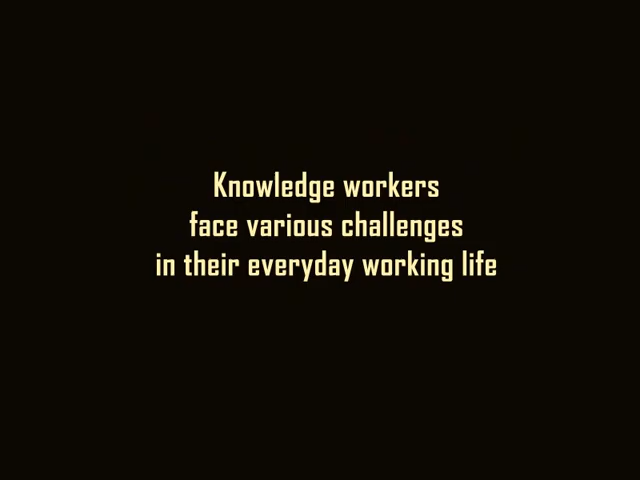 Knowledge workers
face various challenges
in their everyday working life